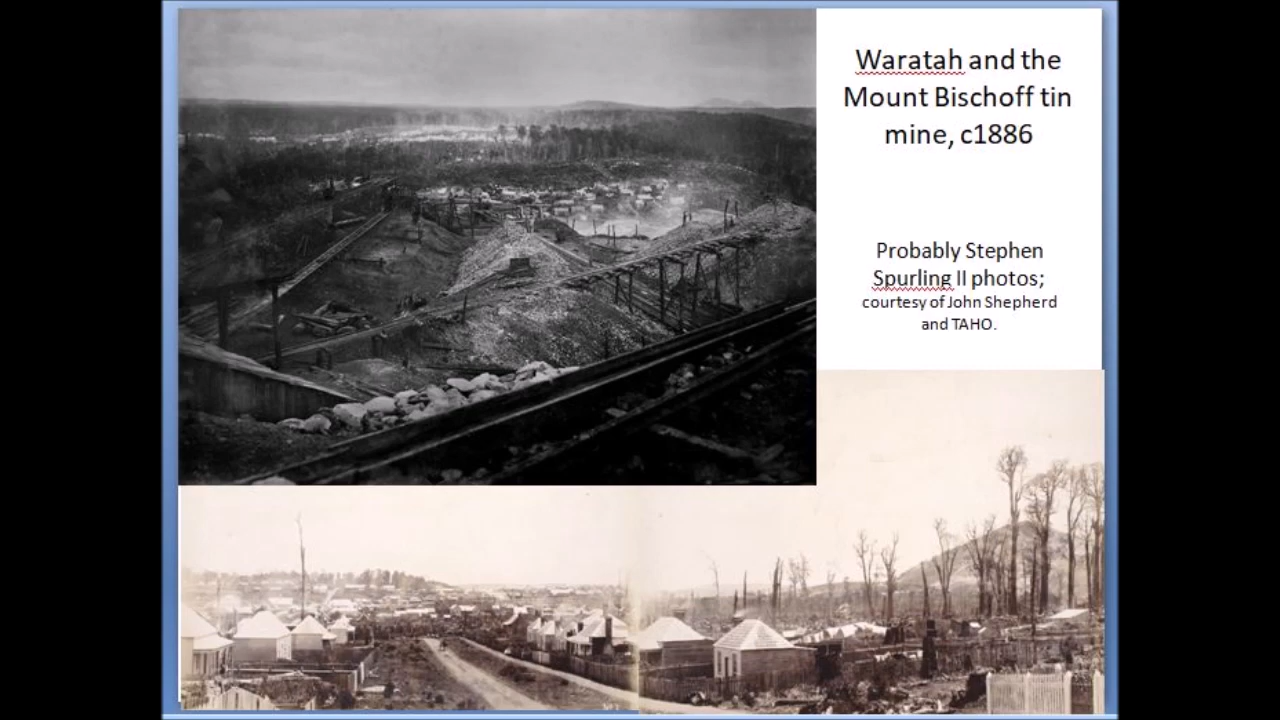 Waratah and the
Mount Bischoff tin
mine, c1886
Probably Stephen
Spurling II photos;
courtesy of John Shepherd
and TAHO.